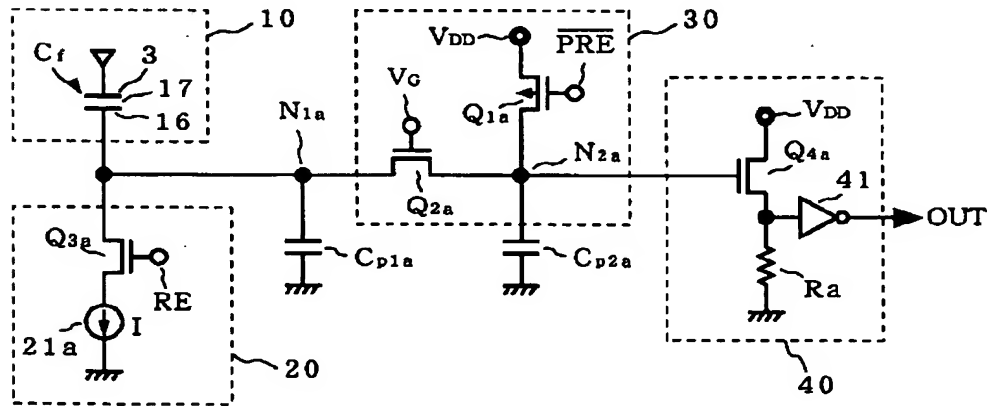 10
Cf
3
17
16
N1a
VG
Q2a
VDD
PRE
30
Q1a
N2a
VDD
Q4a
41
OUT
Q3a
RE
21a
I
20
Cp1a
Cp2a
Ra
40